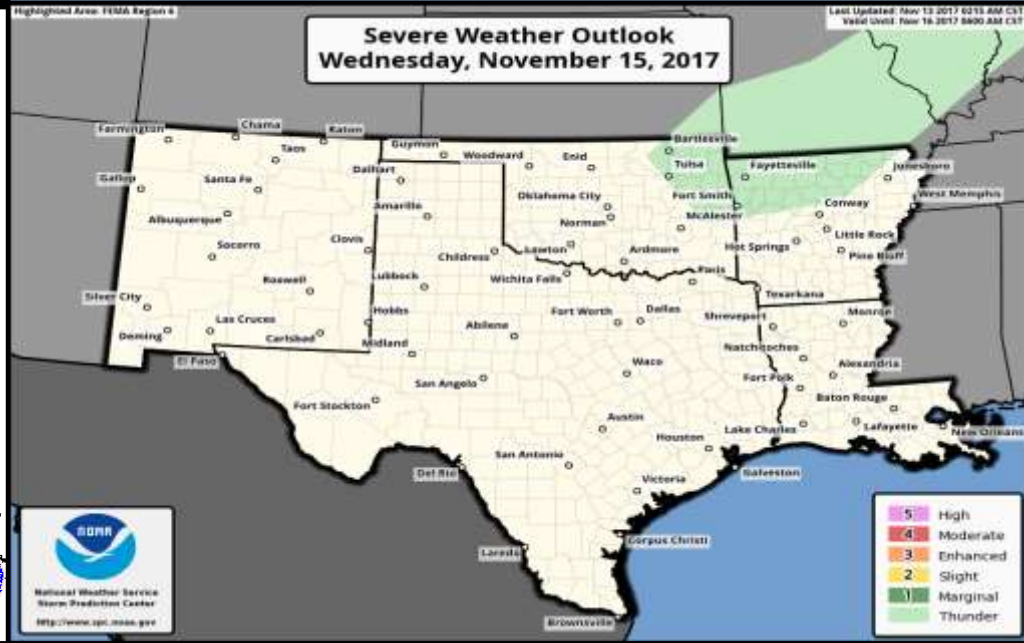 Highlighted Area: FEMA Region 6
Last Updated: Nov 13 2017 0215 AM CST
Valid Until: Nov 16 2017 0600 AM CST
Severe Weather Outlook
Wednesday, November 15, 2017
Farmington
Chama
Raton
Taos
Guymon
Woodward
Enid
Bartlesville
Tulsa
Fayetteville
Jonesboro
Gallup
Santa Fe
Dalhart
Oklahoma City
Fort Smith
West Memphis
Albuquerque
Amarillo
Norman
McAlester
Conway
Socorro
Clovis
Childress
Lawton
Ardmore
Hot Springs
Little Rock
Pine Bluff
Roswell
Lubbock
Wichita Falls
Paris
Texarkana
Silver City
Las Cruces
Hobbs
Abilene
Fort Worth
Dallas
Shreveport
Monroe
Deming
Carlsbad
Midland
Natchitoches
El Paso
Waco
Alexandria
San Angelo
Fort Polk
Fort Stockton
Baton Rouge
Austin
Lake Charles
Lafayette
New Orleans
Houston
San Antonio
Del Rio
Galveston
Victoria
Corpus Christi
Laredo
Brownsville
NOAA
National Weather Service
Storm Prediction Center
http://www.spc.noaa.gov
5 High
4 Moderate
3 Enhanced
2 Slight
1 Marginal
Thunder